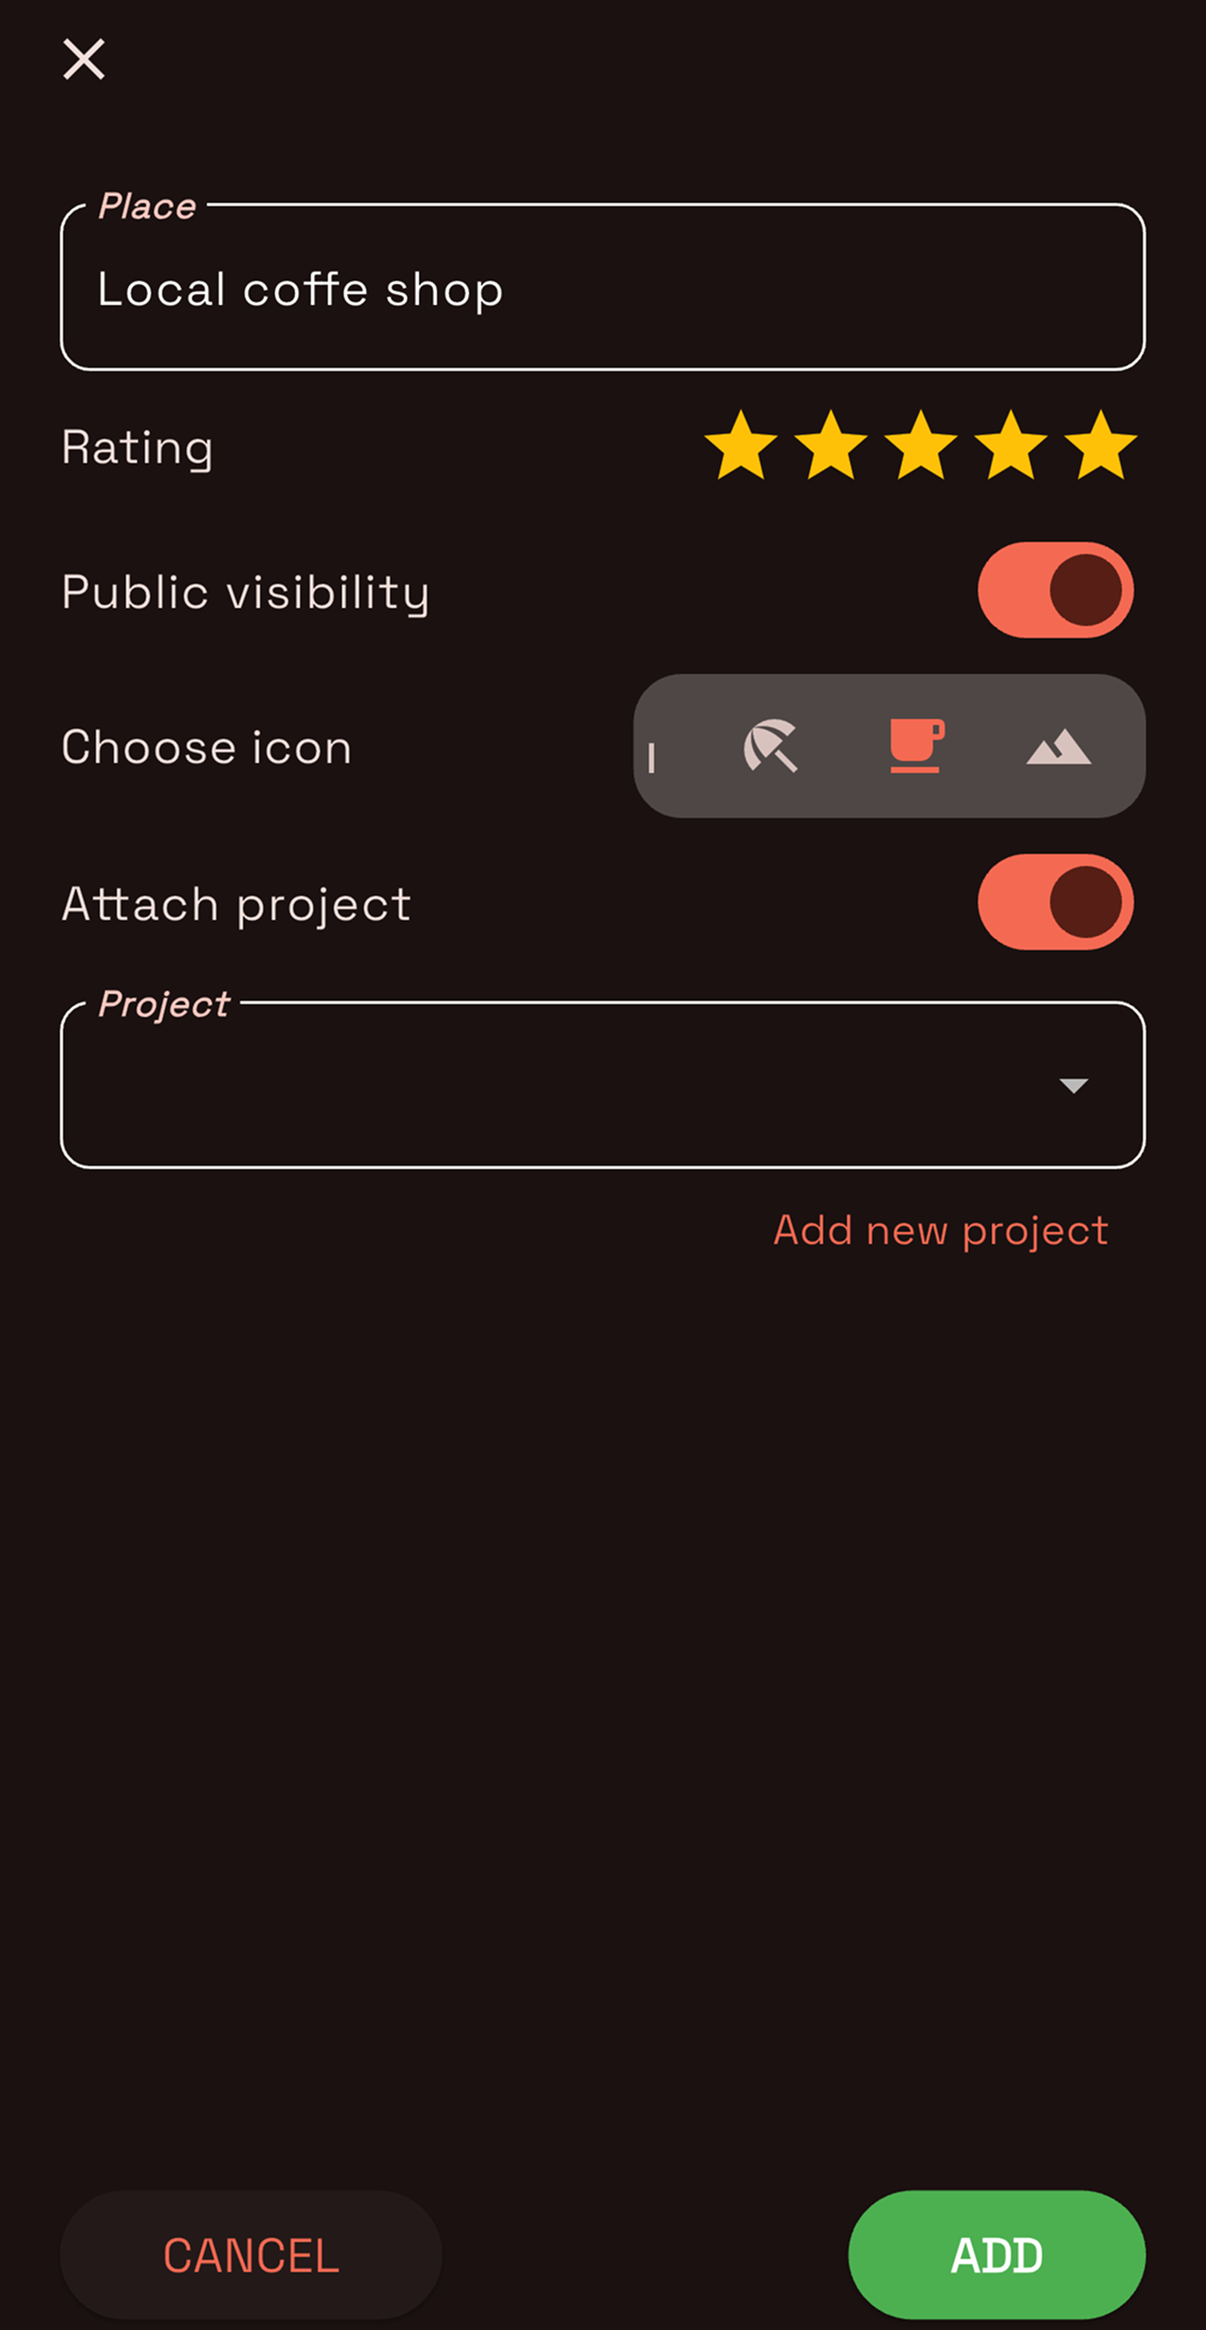 Place
Local coffe shop
Rating
Public visibility
Choose icon
Attach project
Project
Add new project
CANCEL
ADD